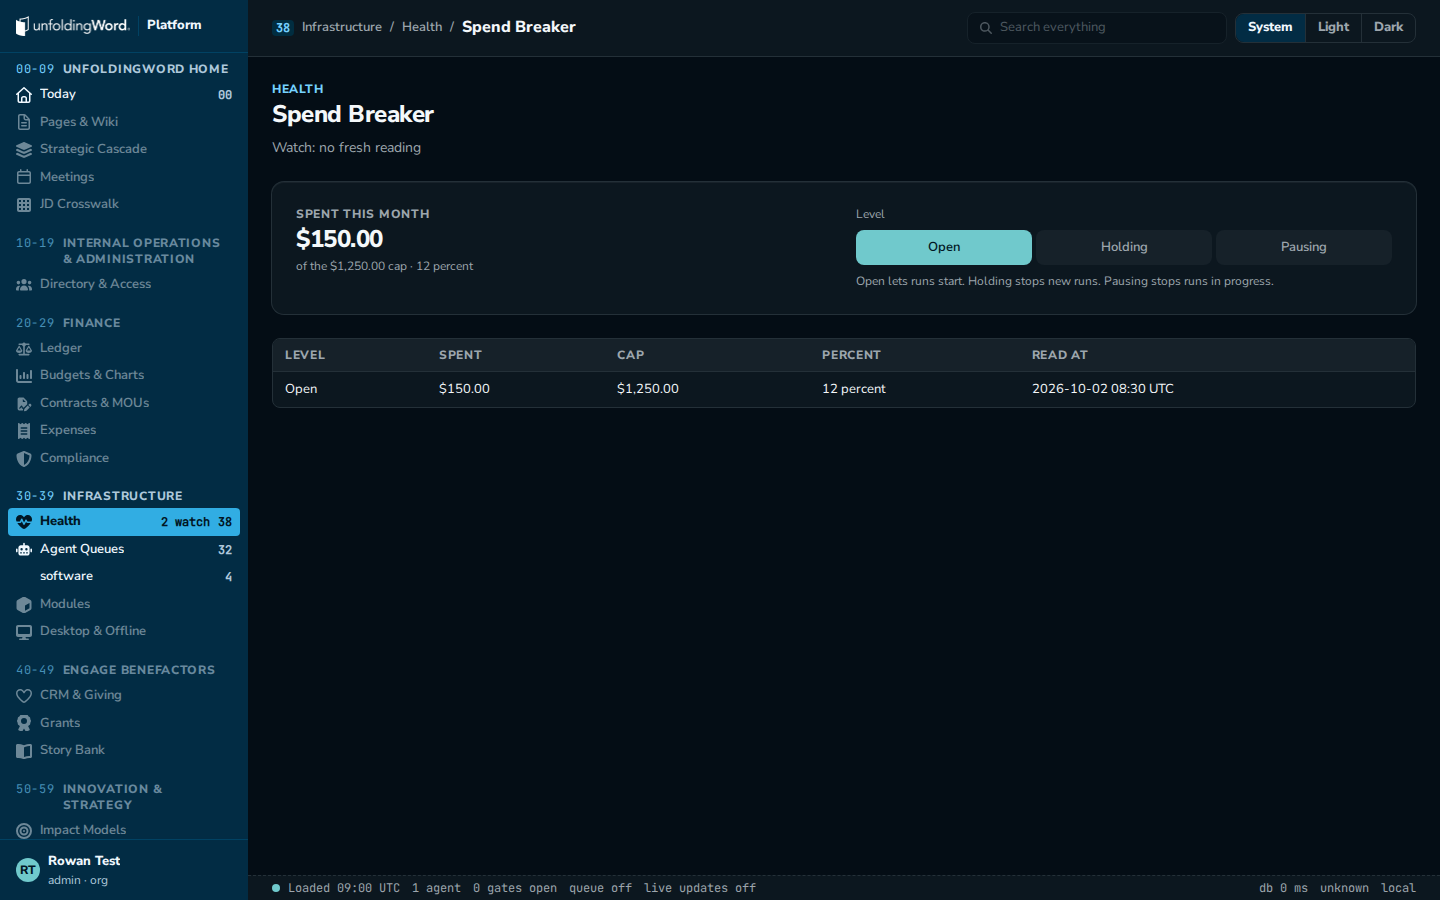 unfoldingWord Platform
00-09 UNFOLDINGWORD HOME
Today 00
Pages & Wiki
Strategic Cascade
Meetings
JD Crosswalk
10-19 INTERNAL OPERATIONS
& ADMINISTRATION
Directory & Access
20-29 FINANCE
Ledger
Budgets & Charts
Contracts & MOUs
Expenses
Compliance
30-39 INFRASTRUCTURE
Health 2 watch 38
Agent Queues 32
software 4
Modules
Desktop & Offline
40-49 ENGAGE BENEFACTORS
CRM & Giving
Grants
Story Bank
50-59 INNOVATION &
STRATEGY
Impact Models
RT Rowan Test
admin · org
38 Infrastructure / Health / Spend Breaker
Search everything
System Light Dark
HEALTH
Spend Breaker
Watch: no fresh reading
SPENT THIS MONTH
$150.00
of the $1,250.00 cap · 12 percent
Level
Open Holding Pausing
Open lets runs start. Holding stops new runs. Pausing stops runs in progress.
LEVEL SPENT CAP PERCENT READ AT
Open $150.00 $1,250.00 12 percent 2026-10-02 08:30 UTC
Loaded 09:00 UTC 1 agent 0 gates open queue off live updates off
db 0 ms unknown local